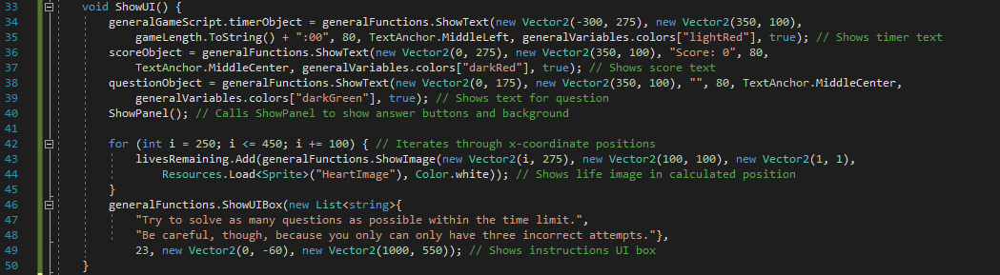 33 void ShowUI() {
34 generalGameScript.timerObject = generalFunctions.ShowText(new Vector2(-300, 275), new Vector2(350, 100),
35 gameLength.ToString() + ":00", 80, TextAnchor.MiddleLeft, generalVariables.colors["lightRed"], true); // Shows timer text
36 scoreObject = generalFunctions.ShowText(new Vector2(0, 275), new Vector2(350, 100), "Score: 0", 80,
37 TextAnchor.MiddleCenter, generalVariables.colors["darkRed"], true); // Shows score text
38 questionObject = generalFunctions.ShowText(new Vector2(0, 175), new Vector2(350, 100), "", 80, TextAnchor.MiddleCenter,
39 generalVariables.colors["darkGreen"], true); // Shows text for question
40 ShowPanel(); // Calls ShowPanel to show answer buttons and background
41
42 for (int i = 250; i <= 450; i += 100) { // Iterates through x-coordinate positions
43 livesRemaining.Add(generalFunctions.ShowImage(new Vector2(i, 275), new Vector2(100, 100), new Vector2(1, 1),
44 Resources.Load<Sprite>("HeartImage"), Color.white)); // Shows life image in calculated position
45 }
46 generalFunctions.ShowUIBox(new List<string>{
47 "Try to solve as many questions as possible within the time limit.",
48 "Be careful, though, because you only can only have three incorrect attempts."},
49 23, new Vector2(0, -60), new Vector2(1000, 550)); // Shows instructions UI box
50 }